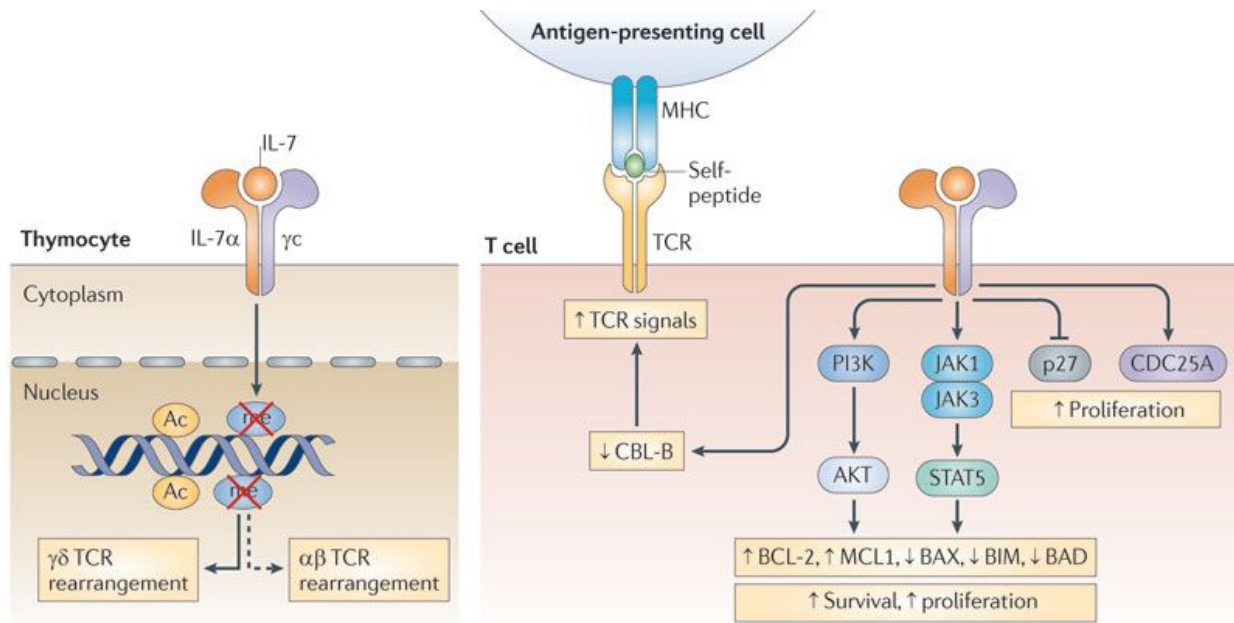 Antigen-presenting cell
MHC
IL-7
Self-
peptide
Thymocyte
IL-7α
γc
T cell
TCR
Cytoplasm
↑ TCR signals
PI3K
JAK1
p27
CDC25A
Nucleus
JAK3
Ac
me
↑ Proliferation
↓ CBL-B
AKT
STAT5
Ac
me
γδ TCR
rearrangement
αβ TCR
rearrangement
↑ BCL-2, ↑ MCL1, ↓ BAX, ↓ BIM, ↓ BAD
↑ Survival, ↑ proliferation